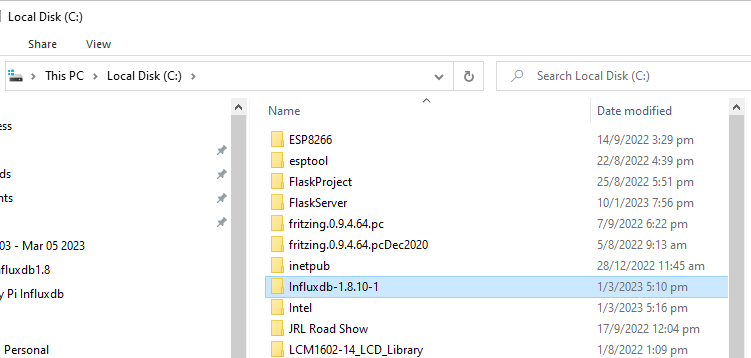 Local Disk (C:)
Share View
This PC > Local Disk (C:) >
Search Local Disk (C:)
Name Date modified
ESP8266 14/9/2022 3:29 pm
esptool 22/8/2022 4:39 pm
FlaskProject 25/8/2022 5:51 pm
FlaskServer 10/1/2023 7:56 pm
fritzing.0.9.4.64.pc 7/9/2022 6:22 pm
fritzing.0.9.4.64.pcDec2020 5/8/2022 9:13 am
inetpub 28/12/2022 11:45 am
Influxdb-1.8.10-1 1/3/2023 5:10 pm
Intel 1/3/2023 5:16 pm
JRL Road Show 17/9/2022 12:04 pm
LCM1602-14_LCD_Library 1/8/2022 1:09 pm
ess
ds
nts
03 - Mar 05 2023
nfluxdb1.8
y Pi Influxdb
Personal